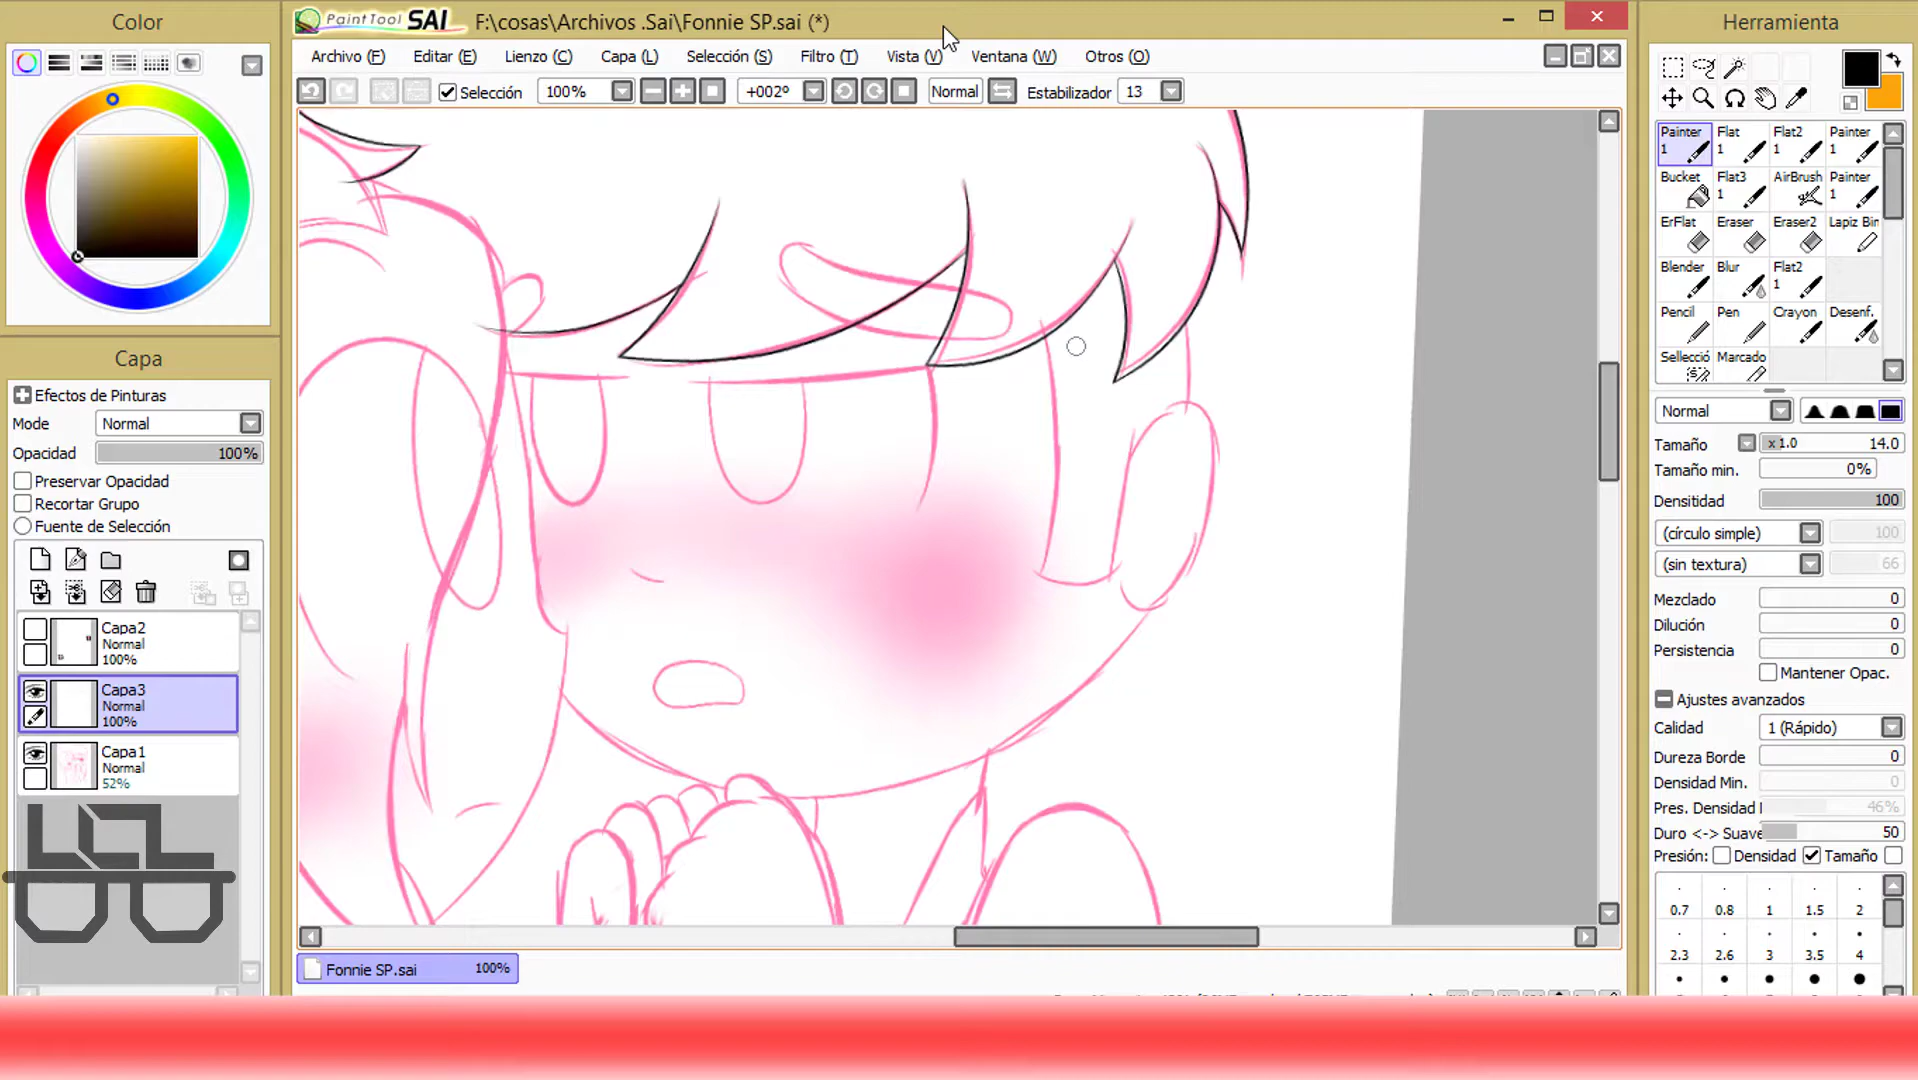 Color
PaintTool SAI
F:\cosas\Archivos .Sai\Fonnie SP.sai (*)
Herramienta
Archivo (F)
Editar (E)
Lienzo (C)
Capa (L)
Selección (S)
Filtro (T)
Vista (V)
Ventana (W)
Otros (O)
Selección
100%
+002º
Normal
Estabilizador
13
Painter
1
Flat
1
Flat2
1
Painter
1
Bucket
Flat3
1
AirBrush
Painter
1
ErFlat
Eraser
Eraser2
Lapiz Bin
Blender
Blur
Flat2
1
Pencil
Pen
Crayon
Desenf.
Sellecció
Marcado
Capa
Efectos de Pinturas
Mode
Normal
Opacidad
100%
Preservar Opacidad
Recortar Grupo
Fuente de Selección
Capa2
Normal
100%
Capa3
Normal
100%
Capa1
Normal
52%
Normal
Tamaño
x 1.0
14.0
Tamaño min.
0%
Densitidad
100
(círculo simple)
100
(sin textura)
66
Mezclado
0
Dilución
0
Persistencia
0
Mantener Opac.
Ajustes avanzados
Calidad
1 (Rápido)
Dureza Borde
0
Densidad Min.
0
Pres. Densidad
46%
Duro <-> Suave
50
Presión:
Densidad
Tamaño
0.7
0.8
1
1.5
2
2.3
2.6
3
3.5
4
Fonnie SP.sai
100%